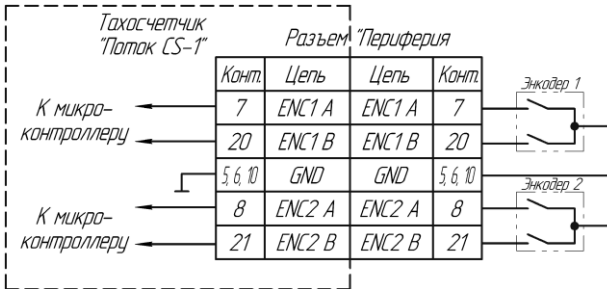 Тахосчетчик
"Поток CS-1"
Разъем "Периферия
Конт. Цепь Цепь Конт.
Энкодер 1
К микро-
контроллеру
7 ENC1 A ENC1 A 7
20 ENC1 B ENC1 B 20
5, 6, 10 GND GND 5, 6, 10
Энкодер 2
К микро-
контроллеру
8 ENC2 A ENC2 A 8
21 ENC2 B ENC2 B 21